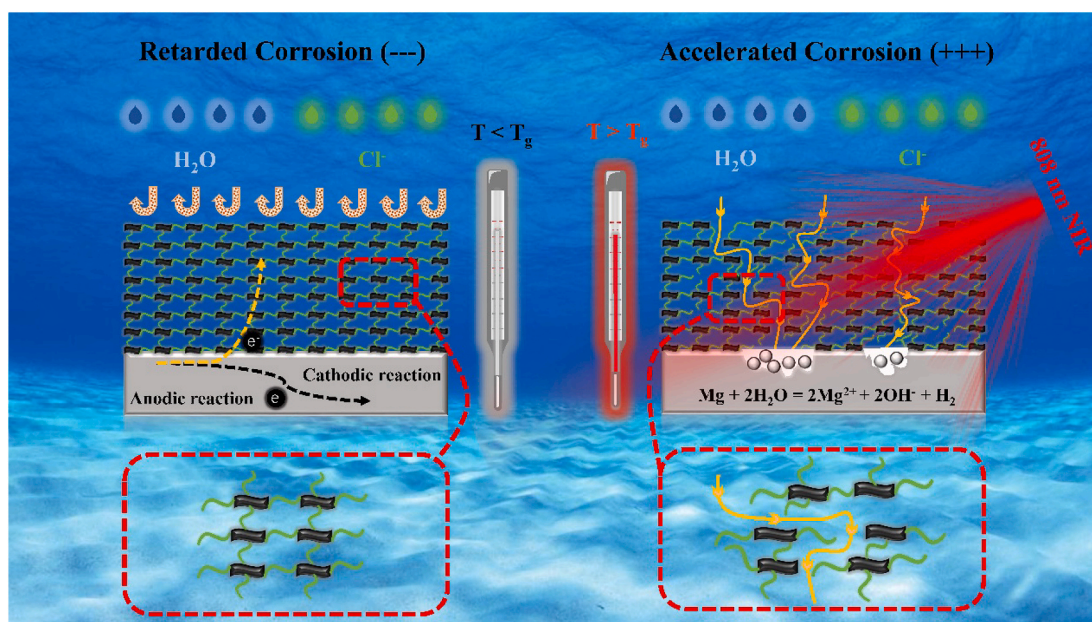 Retarded Corrosion (---)
Accelerated Corrosion (+++)
T < Tg
T > Tg
H₂O
Cl⁻
H₂O
Cl⁻
808 nm NIR
e⁻
Cathodic reaction
Anodic reaction
e
Mg + 2H₂O = 2Mg²⁺ + 2OH⁻ + H₂